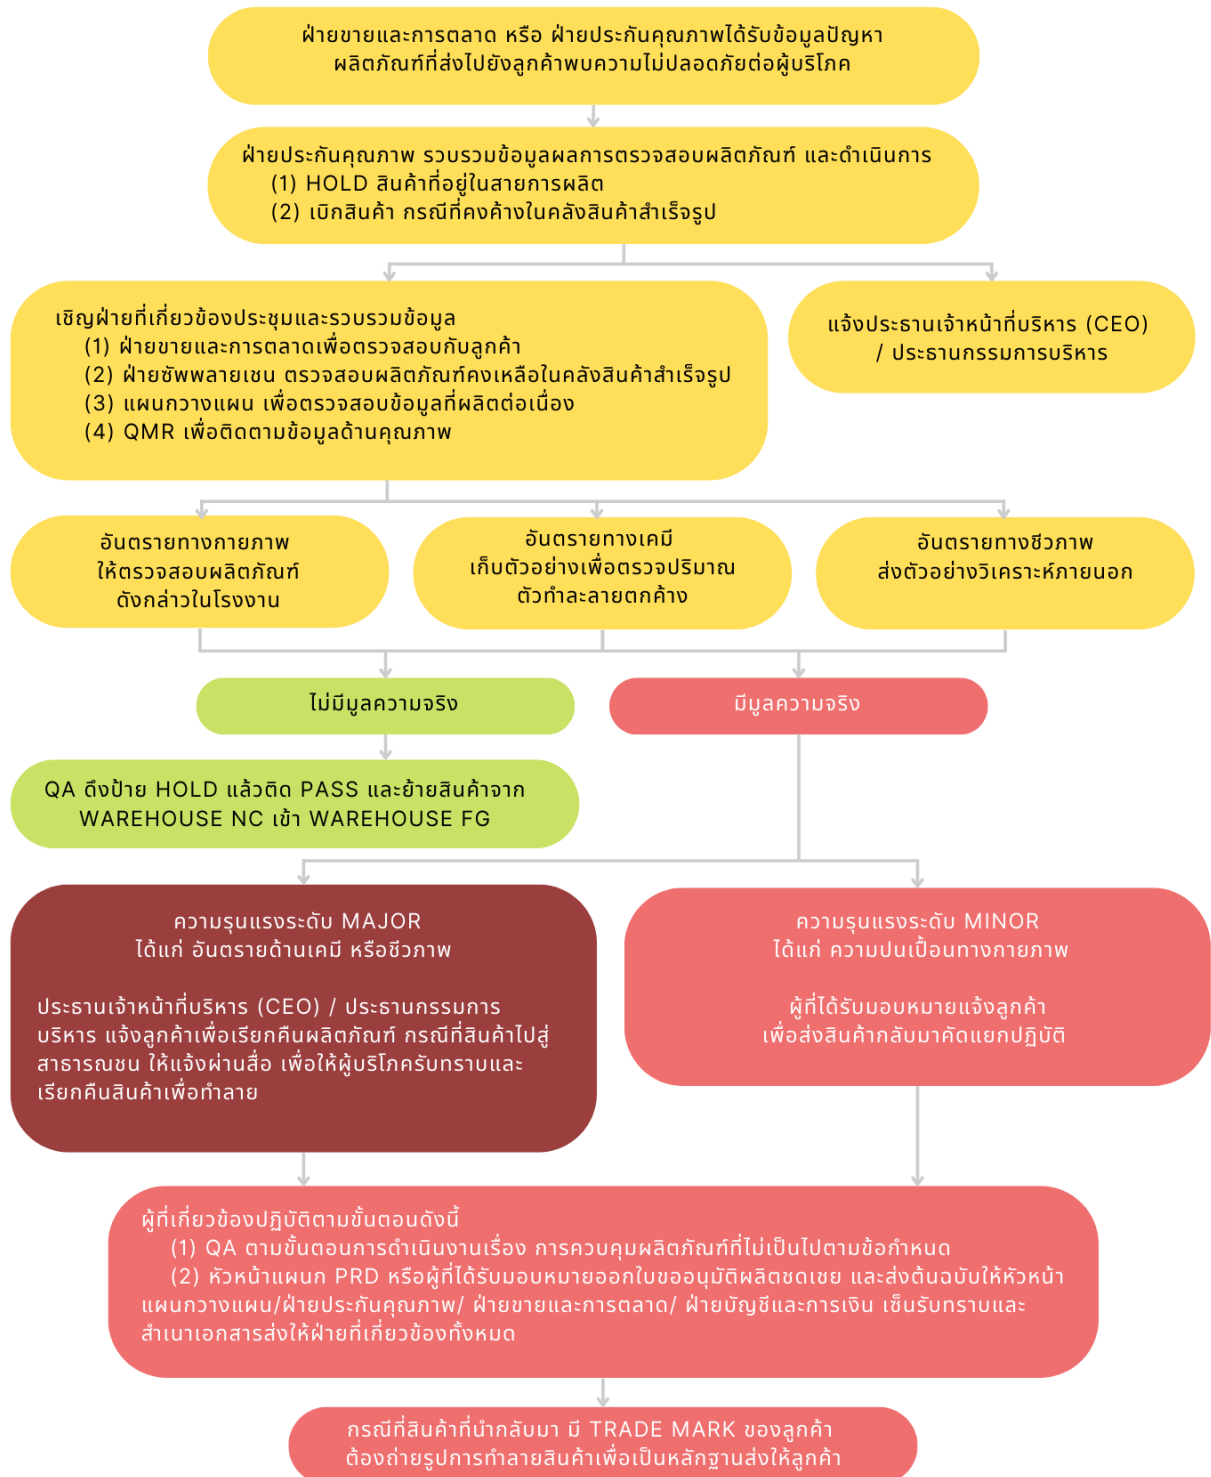 ฝ่ายขายและการตลาด หรือ ฝ่ายประกันคุณภาพได้รับข้อมูลปัญหา
ผลิตภัณฑ์ที่ส่งไปยังลูกค้าพบความไม่ปลอดภัยต่อผู้บริโภค
ฝ่ายประกันคุณภาพ รวบรวมข้อมูลผลการตรวจสอบผลิตภัณฑ์ และดำเนินการ
(1) HOLD สินค้าที่อยู่ในสายการผลิต
(2) เบิกสินค้า กรณีที่คงค้างในคลังสินค้าสำเร็จรูป
เชิญฝ่ายที่เกี่ยวข้องประชุมและรวบรวมข้อมูล
(1) ฝ่ายขายและการตลาดเพื่อตรวจสอบกับลูกค้า
(2) ฝ่ายซัพพลายเชน ตรวจสอบผลิตภัณฑ์คงเหลือในคลังสินค้าสำเร็จรูป
(3) แผนกวางแผน เพื่อตรวจสอบข้อมูลที่ผลิตต่อเนื่อง
(4) QMR เพื่อติดตามข้อมูลด้านคุณภาพ
แจ้งประธานเจ้าหน้าที่บริหาร (CEO)
/ ประธานกรรมการบริหาร
อันตรายทางกายภาพ
ให้ตรวจสอบผลิตภัณฑ์
ดังกล่าวในโรงงาน
อันตรายทางเคมี
เก็บตัวอย่างเพื่อตรวจปริมาณ
ตัวทำละลายตกค้าง
อันตรายทางชีวภาพ
ส่งตัวอย่างวิเคราะห์ภายนอก
ไม่มีมูลความจริง
มีมูลความจริง
QA ดึงป้าย HOLD แล้วติด PASS และย้ายสินค้าจาก
WAREHOUSE NC เข้า WAREHOUSE FG
ความรุนแรงระดับ MAJOR
ได้แก่ อันตรายด้านเคมี หรือชีวภาพ
ประธานเจ้าหน้าที่บริหาร (CEO) / ประธานกรรมการ
บริหาร แจ้งลูกค้าเพื่อเรียกคืนผลิตภัณฑ์ กรณีที่สินค้าไปสู่
สาธารณชน ให้แจ้งผ่านสื่อ เพื่อให้ผู้บริโภครับทราบและ
เรียกคืนสินค้าเพื่อทำลาย
ความรุนแรงระดับ MINOR
ได้แก่ ความปนเปื้อนทางกายภาพ
ผู้ที่ได้รับมอบหมายแจ้งลูกค้า
เพื่อส่งสินค้ากลับมาคัดแยกปฏิบัติ
ผู้ที่เกี่ยวข้องปฏิบัติตามขั้นตอนดังนี้
(1) QA ตามขั้นตอนการดำเนินงานเรื่อง การควบคุมผลิตภัณฑ์ที่ไม่เป็นไปตามข้อกำหนด
(2) หัวหน้าแผนก PRD หรือผู้ที่ได้รับมอบหมายออกใบขออนุมัติผลิตชดเชย และส่งต้นฉบับให้หัวหน้า
แผนกวางแผน/ฝ่ายประกันคุณภาพ/ ฝ่ายขายและการตลาด/ ฝ่ายบัญชีและการเงิน เซ็นรับทราบและ
สำเนาเอกสารส่งให้ฝ่ายที่เกี่ยวข้องทั้งหมด
กรณีที่สินค้าที่นำกลับมา มี TRADE MARK ของลูกค้า
ต้องถ่ายรูปการทำลายสินค้าเพื่อเป็นหลักฐานส่งให้ลูกค้า